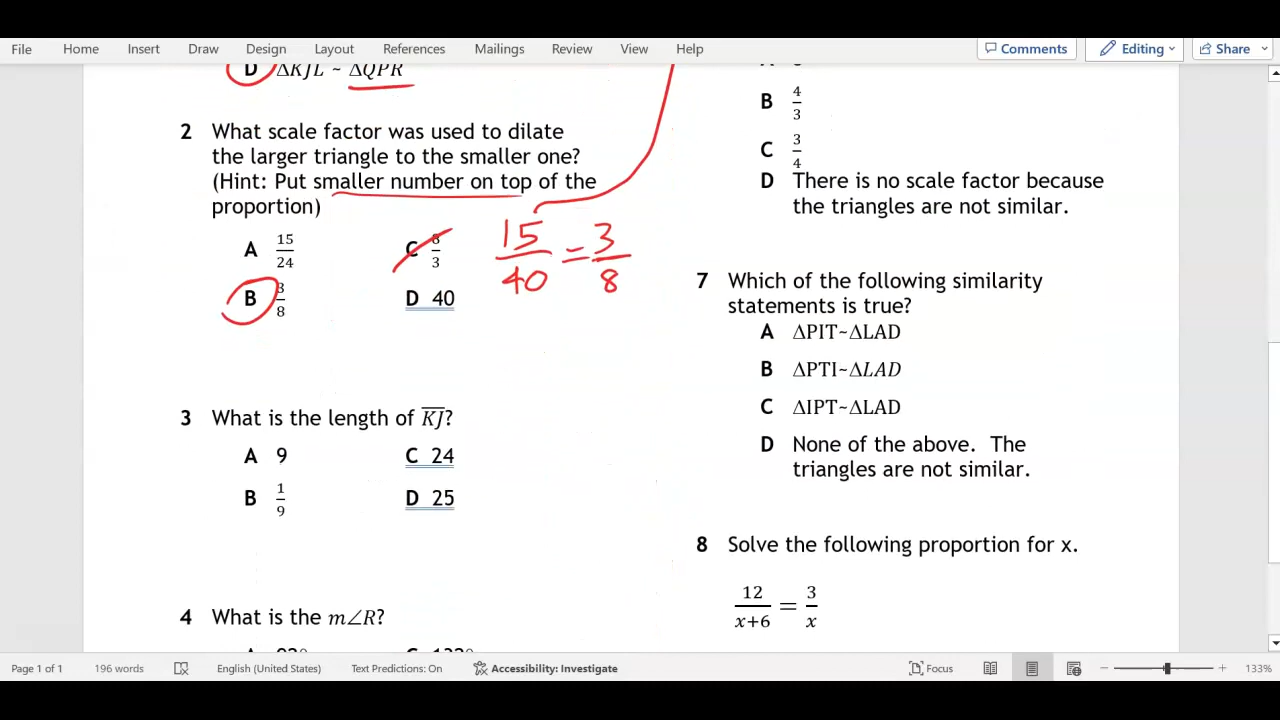 File Home Insert Draw Design Layout References Mailings Review View Help Comments Editing Share
D ΔKJL ~ ΔQPR
2 What scale factor was used to dilate
the larger triangle to the smaller one?
(Hint: Put smaller number on top of the
proportion)
A 15/24
C 8/3
B 3/8
D 40
15/40 = 3/8
3 What is the length of K̅J̅?
A 9
C 24
B 1/9
D 25
4 What is the m∠R?
B 4/3
C 3/4
D There is no scale factor because
the triangles are not similar.
7 Which of the following similarity
statements is true?
A ΔPIT~ΔLAD
B ΔPTI~ΔLAD
C ΔIPT~ΔLAD
D None of the above. The
triangles are not similar.
8 Solve the following proportion for x.
12/(x+6) = 3/x
Page 1 of 1 196 words English (United States) Text Predictions: On Accessibility: Investigate Focus 133%